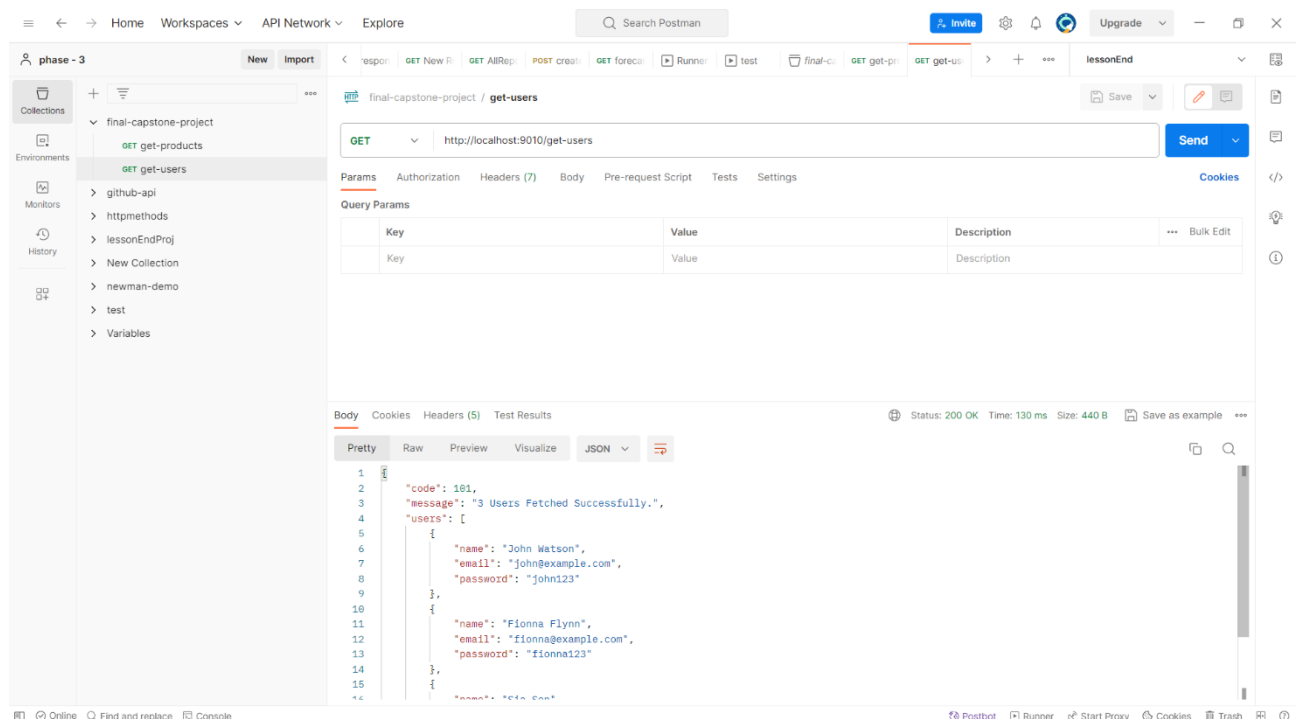 Home Workspaces API Network Explore Search Postman Invite Upgrade
phase - 3 New Import GET New R GET AllRep POST creat GET foreca Runner test final-ca GET get-pr GET get-us lessonEnd
Collections
Environments
Monitors
History
final-capstone-project
GET get-products
GET get-users
github-api
httpmethods
lessonEndProj
New Collection
newman-demo
test
Variables
HTTP final-capstone-project / get-users Save
GET http://localhost:9010/get-users Send
Params Authorization Headers (7) Body Pre-request Script Tests Settings Cookies
Query Params
Key Value Description Bulk Edit
Key Value Description
Body Cookies Headers (5) Test Results Status: 200 OK Time: 130 ms Size: 440 B Save as example
Pretty Raw Preview Visualize JSON
1 {
2 "code": 101,
3 "message": "3 Users Fetched Successfully.",
4 "users": [
5 {
6 "name": "John Watson",
7 "email": "john@example.com",
8 "password": "john123"
9 },
10 {
11 "name": "Fionna Flynn",
12 "email": "fionna@example.com",
13 "password": "fionna123"
14 },
15 {
16 "name": "Sia Sen"
Online Find and replace Console Postbot Runner Start Proxy Cookies Trash